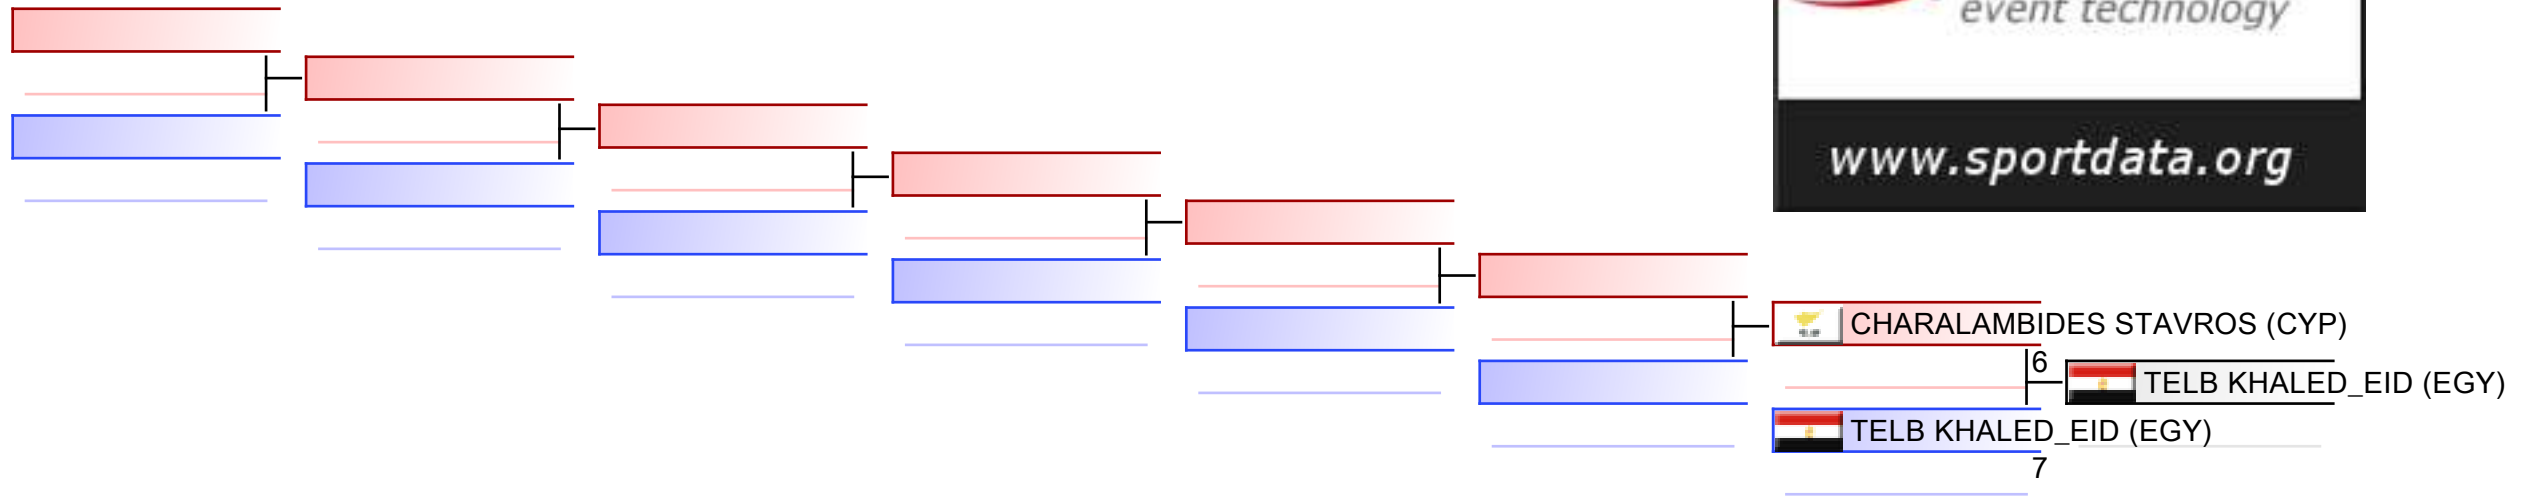 event technology
www.sportdata.org
CHARALAMBIDES STAVROS (CYP)
6
TELB KHALED_EID (EGY)
TELB KHALED_EID (EGY)
7